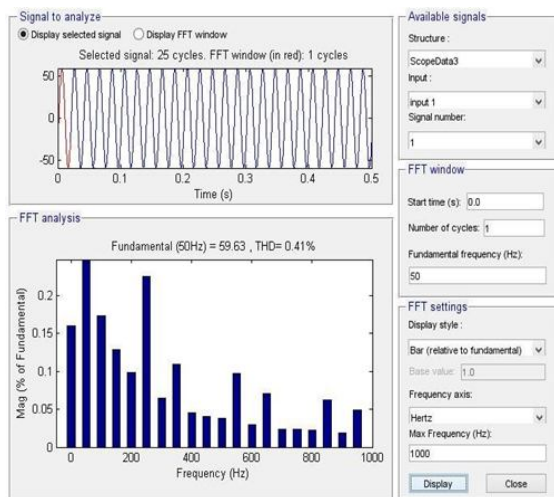 Signal to analyze
Display selected signal
Display FFT window
Selected signal: 25 cycles. FFT window (in red): 1 cycles
50
0
-50
0
0.1
0.2
0.3
0.4
0.5
Time (s)
FFT analysis
Fundamental (50Hz) = 59.63 , THD= 0.41%
Mag (% of Fundamental)
0.2
0.15
0.1
0.05
0
0
200
400
600
800
1000
Frequency (Hz)
Available signals
Structure :
ScopeData3
Input :
input 1
Signal number:
1
FFT window
Start time (s): 0.0
Number of cycles: 1
Fundamental frequency (Hz):
50
FFT settings
Display style :
Bar (relative to fundamental)
Base value: 1.0
Frequency axis:
Hertz
Max Frequency (Hz):
1000
Display
Close